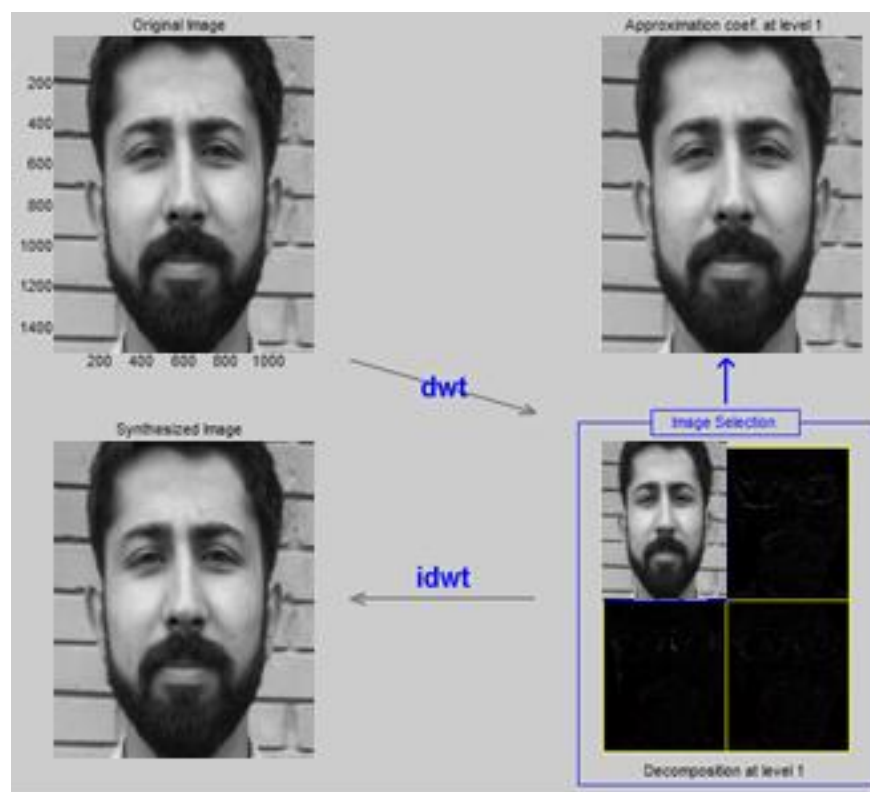 Original Image
Approximation coef. at level 1
200
400
600
800
1000
1200
1400
200 400 600 800 1000
dwt
Image Selection
Synthesized Image
idwt
Decomposition at level 1